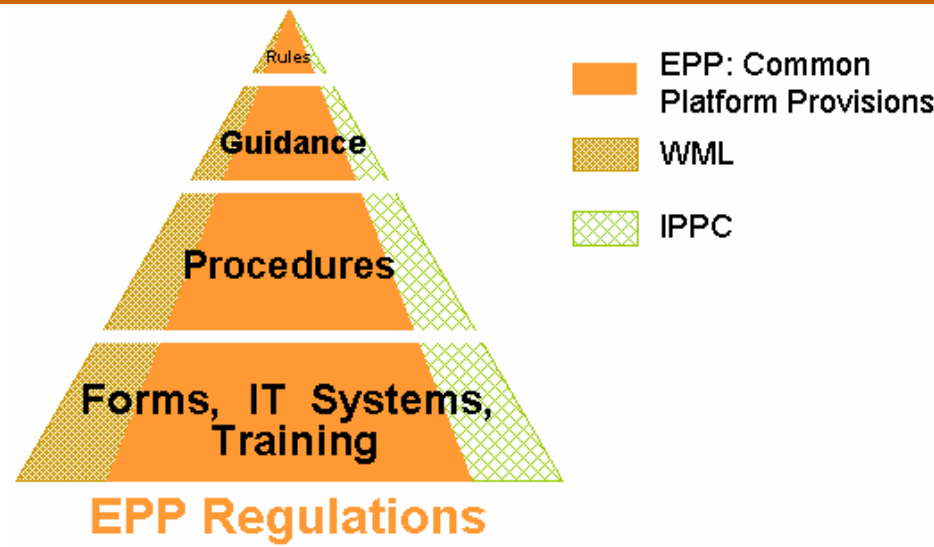 Rules
Guidance
Procedures
Forms, IT Systems,
Training
EPP Regulations
EPP: Common
Platform Provisions
WML
IPPC